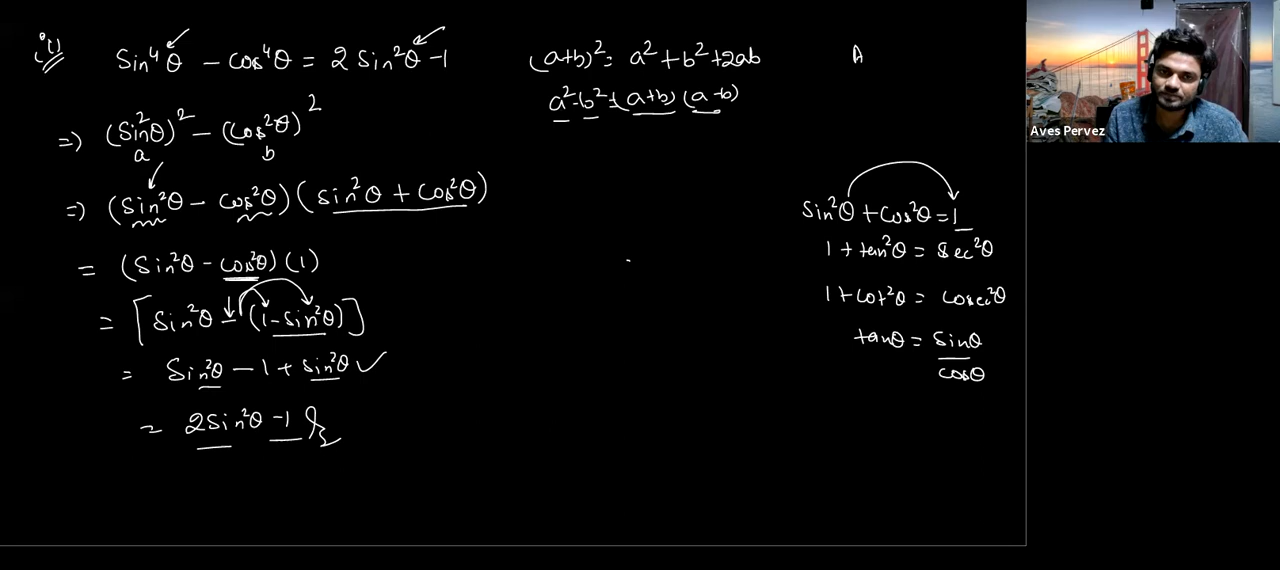 (i) Sin⁴θ - cos⁴θ = 2 Sin²θ - 1
=) (Sin²θ)² - (cos²θ)²
a b
=) (Sin²θ - cos²θ) (sin²θ + cos²θ)
= (Sin²θ - cos²θ) (1)
= [Sin²θ - (1 - sin²θ)]
= Sin²θ - 1 + sin²θ ✓
= 2Sin²θ - 1
(a+b)² = a² + b² + 2ab
a² - b² = (a+b) (a-b)
A
Aves Pervez
Sin²θ + cos²θ = 1
1 + tan²θ = sec²θ
1 + cot²θ = cosec²θ
tanθ = sinθ
cosθ